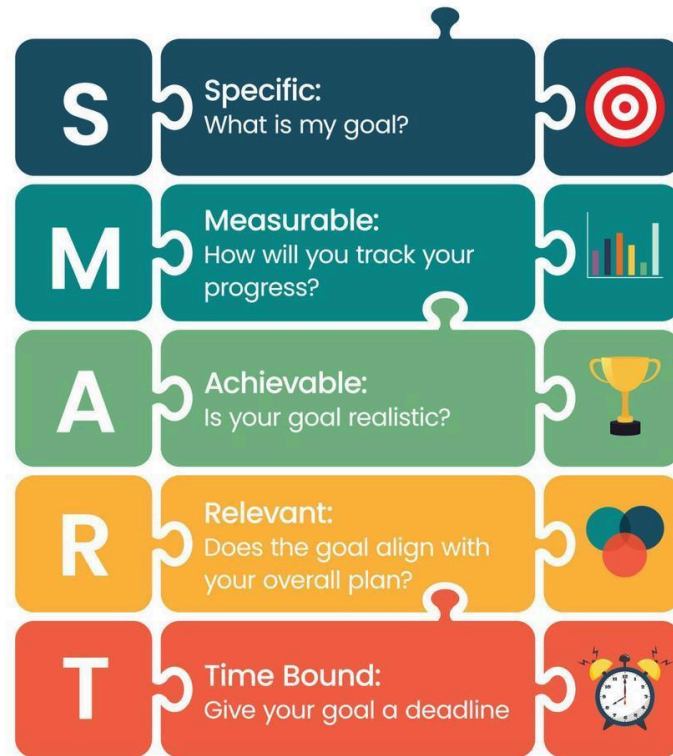 S
Specific:
What is my goal?
M
Measurable:
How will you track your
progress?
A
Achievable:
Is your goal realistic?
R
Relevant:
Does the goal align with
your overall plan?
T
Time Bound:
Give your goal a deadline